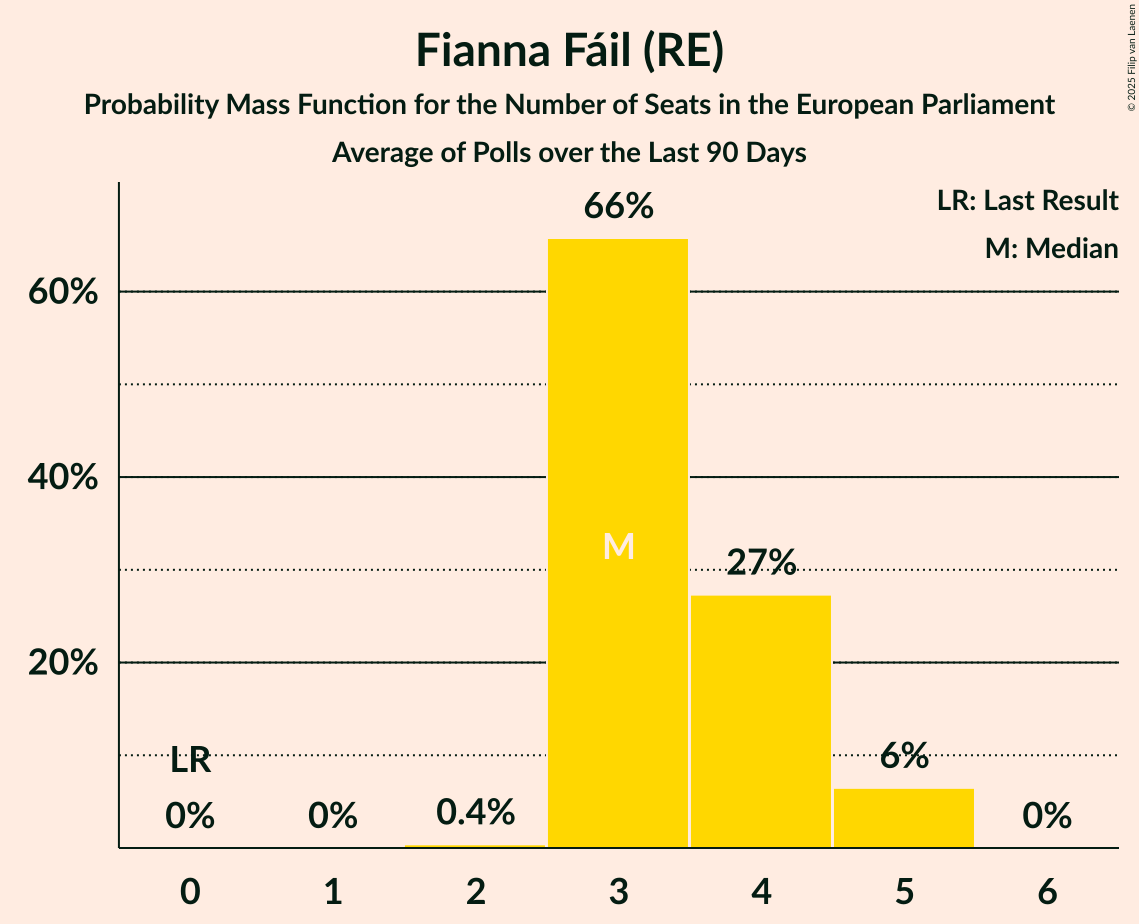 Fianna Fáil (RE)
Probability Mass Function for the Number of Seats in the European Parliament
Average of Polls over the Last 90 Days
© 2025 Filip van Laenen
LR: Last Result
M: Median
66%
60%
40%
M
27%
20%
LR
6%
0%
0%
0.4%
0%
0
1
2
3
4
5
6